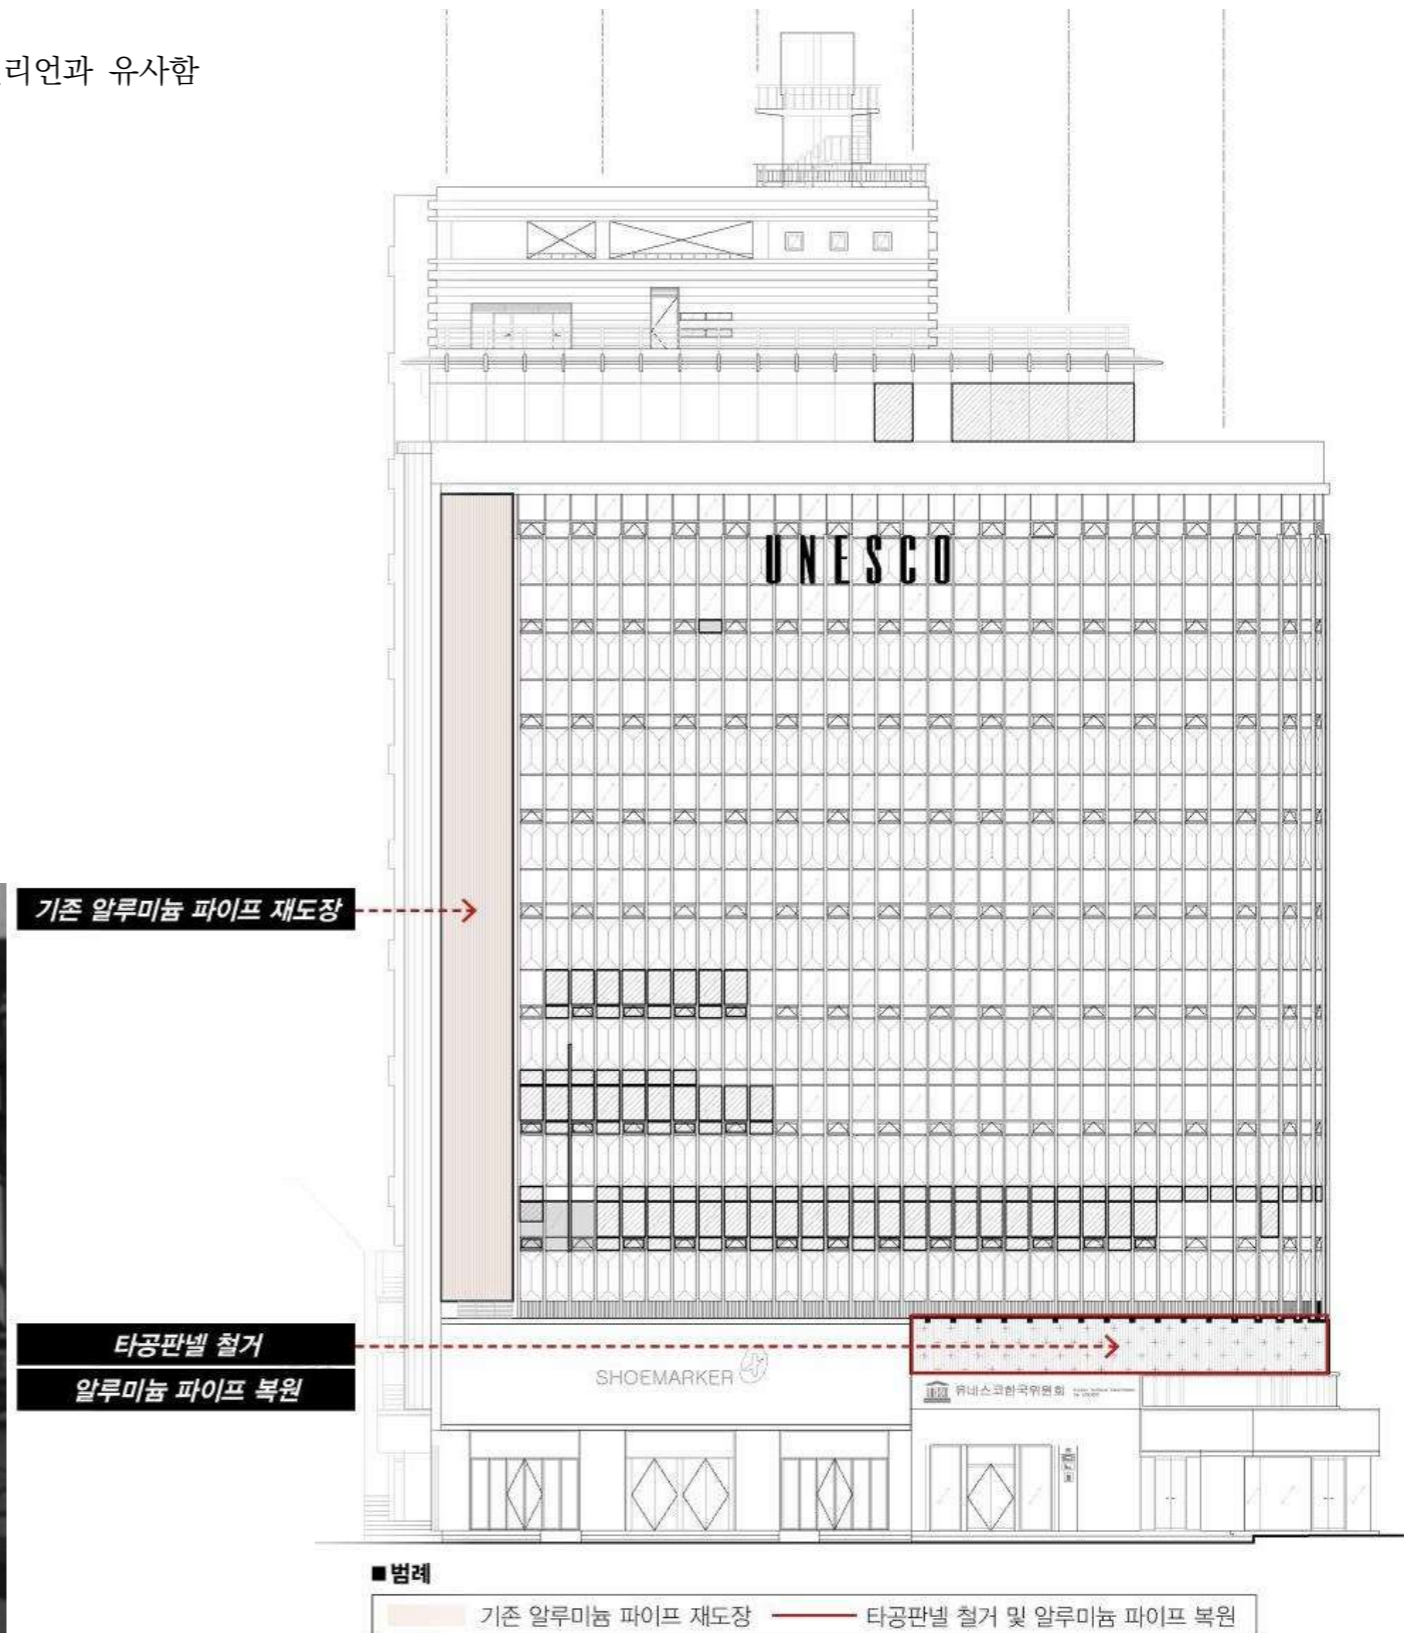 리언과 유사함
UNESCO
기존 알루미늄 파이프 재도장
타공판넬 철거
알루미늄 파이프 복원
SHOEMARKER
유네스코한국위원회
■범례
기존 알루미늄 파이프 재도장
타공판넬 철거 및 알루미늄 파이프 복원